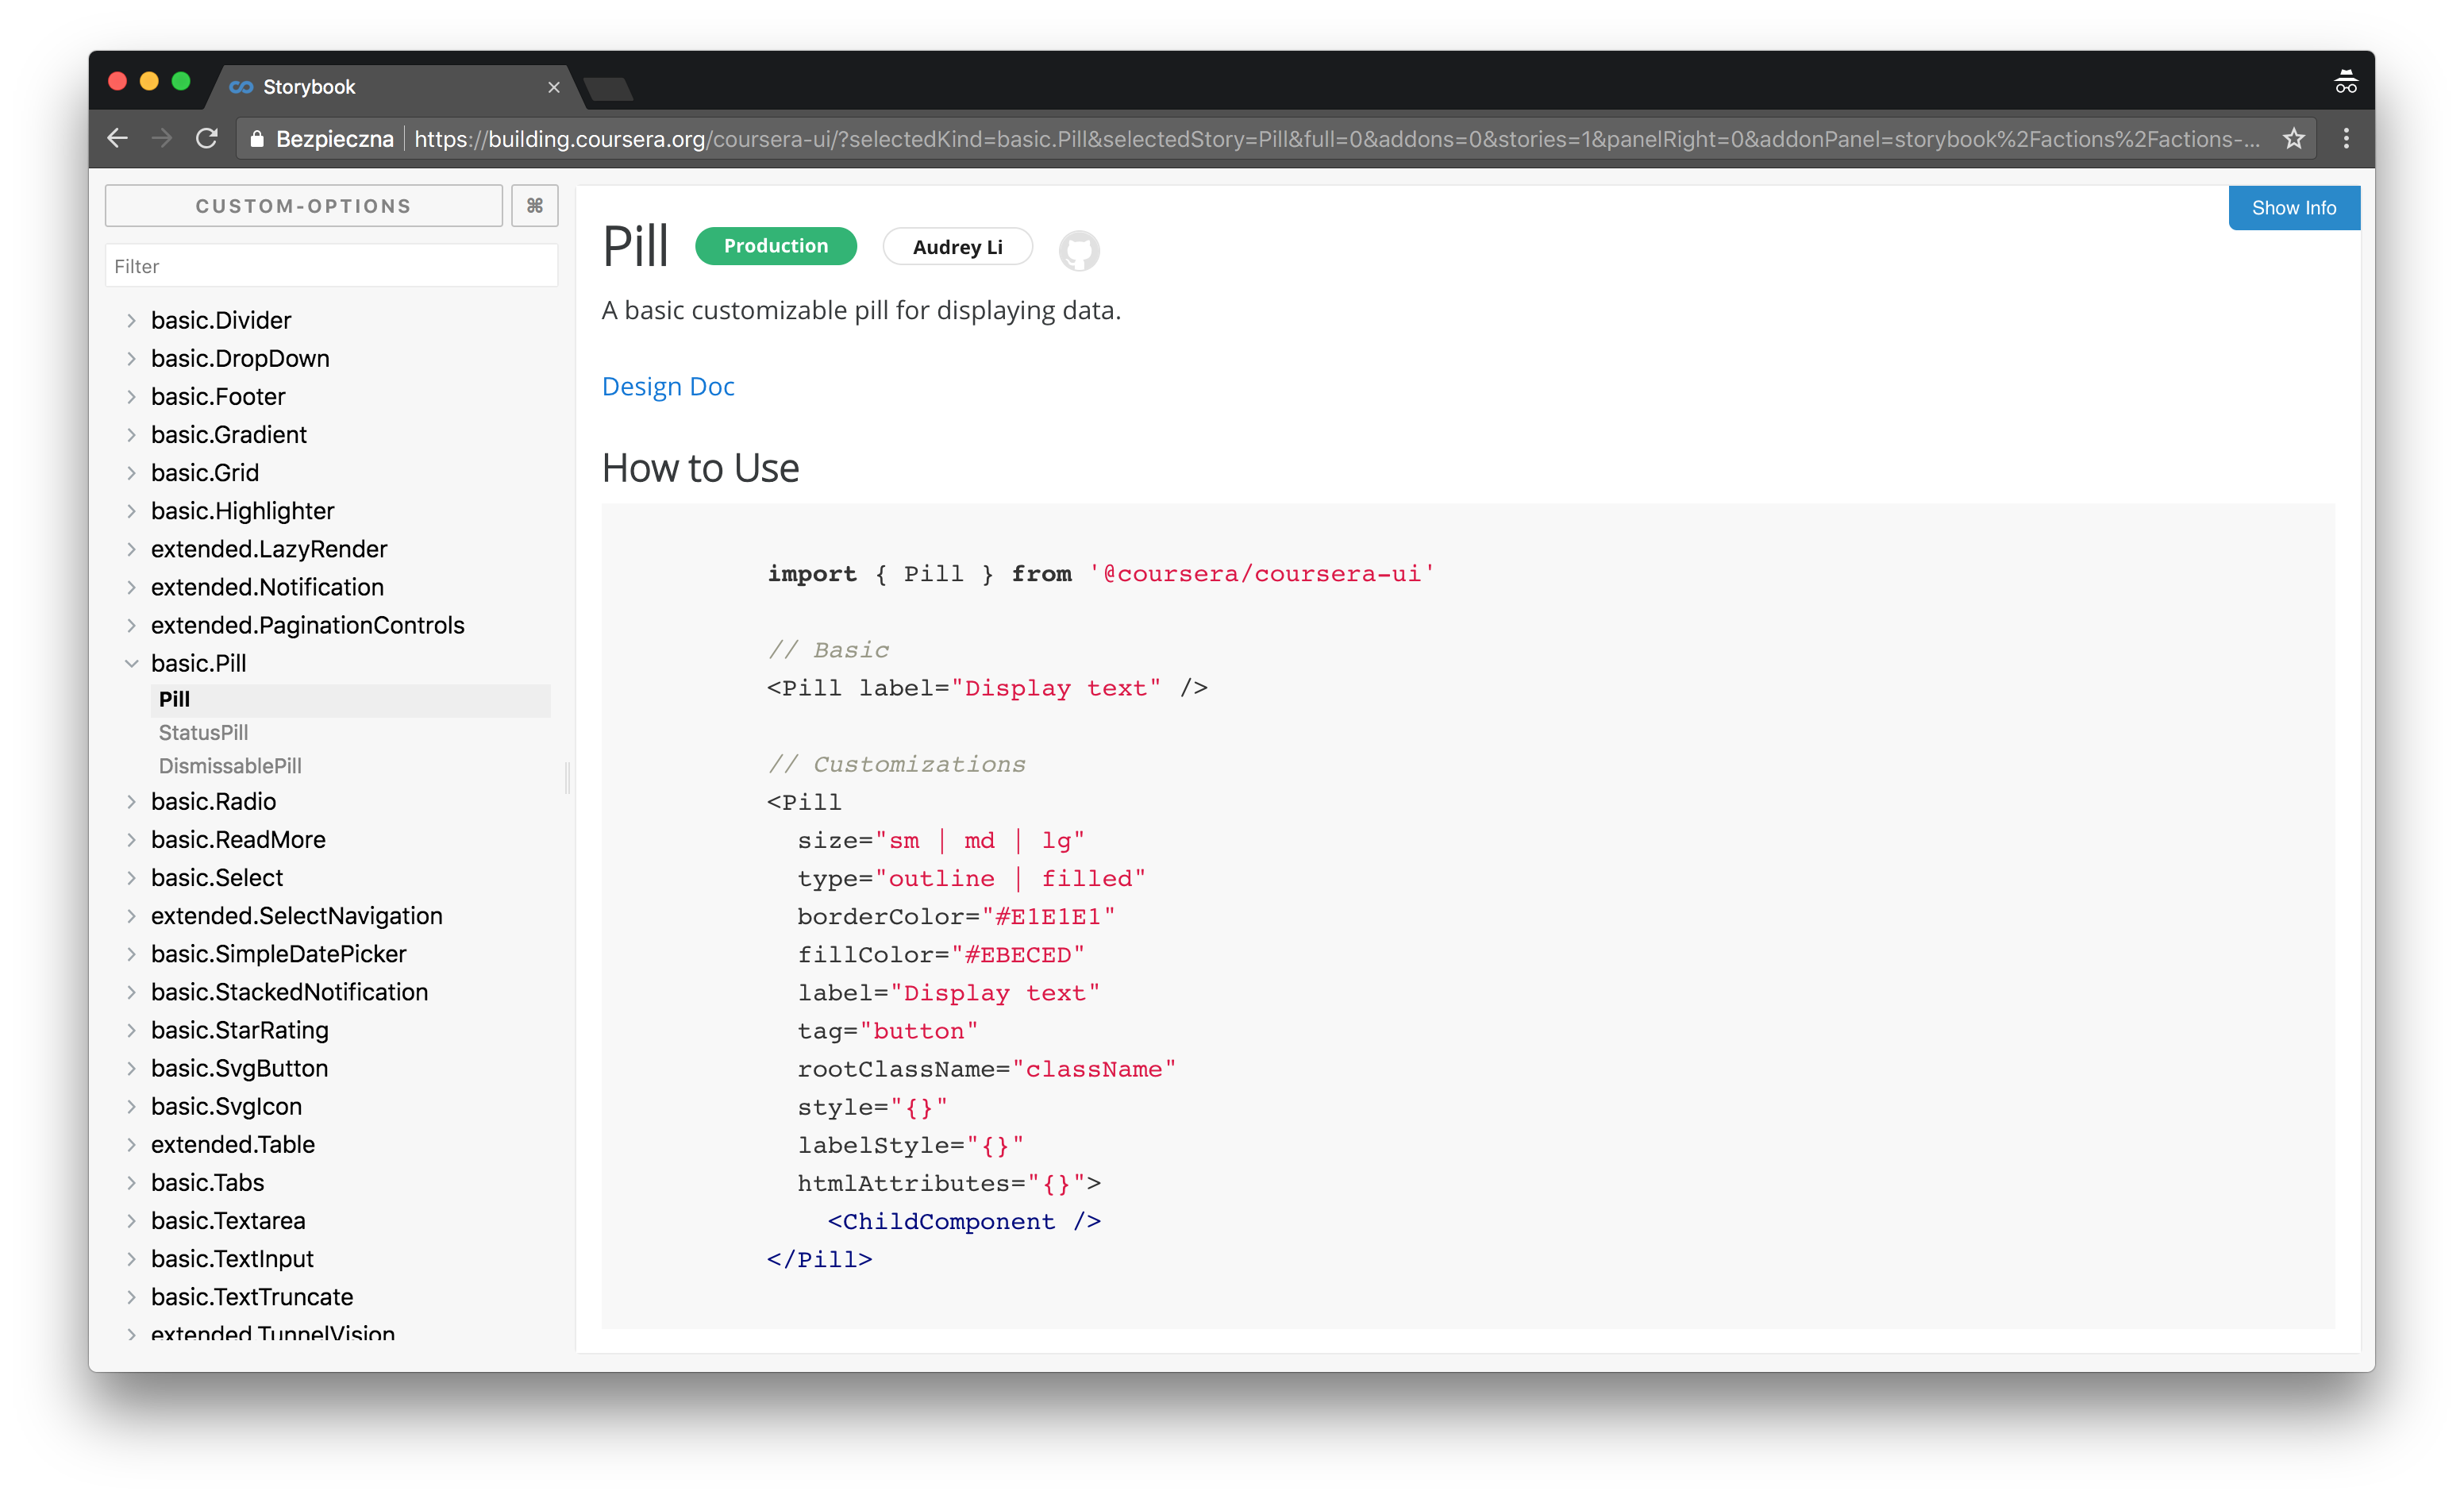 Storybook
Bezpieczna
https://building.coursera.org/coursera-ui/?selectedKind=basic.Pill&selectedStory=Pill&full=0&addons=0&stories=1&panelRight=0&addonPanel=storybook%2Factions%2Factions-...
CUSTOM-OPTIONS
⌘
Filter
basic.Divider
basic.DropDown
basic.Footer
basic.Gradient
basic.Grid
basic.Highlighter
extended.LazyRender
extended.Notification
extended.PaginationControls
basic.Pill
Pill
StatusPill
DismissablePill
basic.Radio
basic.ReadMore
basic.Select
extended.SelectNavigation
basic.SimpleDatePicker
basic.StackedNotification
basic.StarRating
basic.SvgButton
basic.SvgIcon
extended.Table
basic.Tabs
basic.Textarea
basic.TextInput
basic.TextTruncate
extended.TunnelVision
Show Info
Pill
Production
Audrey Li
A basic customizable pill for displaying data.
Design Doc
How to Use
import { Pill } from '@coursera/coursera-ui'
// Basic
<Pill label="Display text" />
// Customizations
<Pill
size="sm | md | lg"
type="outline | filled"
borderColor="#E1E1E1"
fillColor="#EBECED"
label="Display text"
tag="button"
rootClassName="className"
style="{}"
labelStyle="{}"
htmlAttributes="{}">
<ChildComponent />
</Pill>